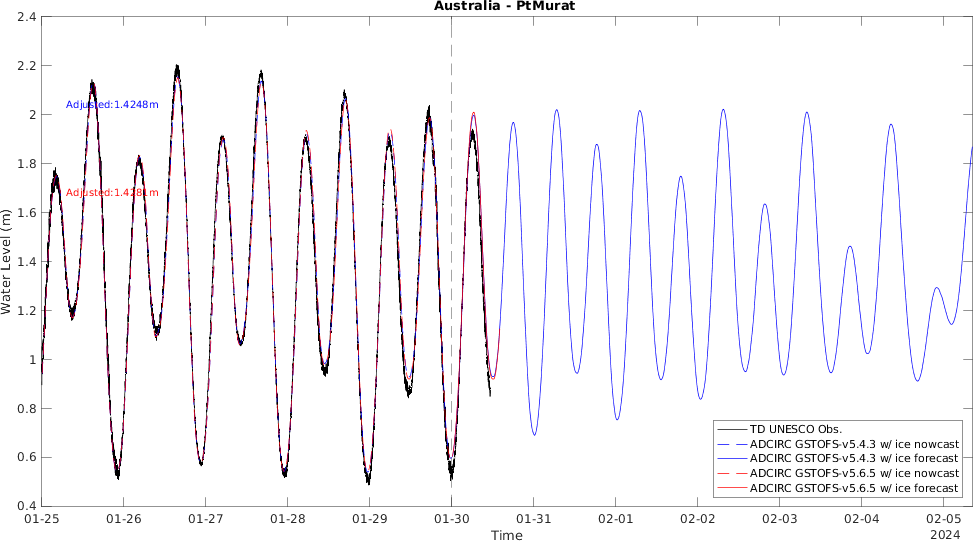 Australia - PtMurat
2.4
2.2
2
1.8
1.6
1.4
1.2
1
0.8
0.6
0.4
Water Level (m)
Adjusted:1.4248m
Adjusted:1.4281m
TD UNESCO Obs.
ADCIRC GSTOFS-v5.4.3 w/ ice nowcast
ADCIRC GSTOFS-v5.4.3 w/ ice forecast
ADCIRC GSTOFS-v5.6.5 w/ ice nowcast
ADCIRC GSTOFS-v5.6.5 w/ ice forecast
01-25 01-26 01-27 01-28 01-29 01-30 01-31 02-01 02-02 02-03 02-04 02-05
Time
2024